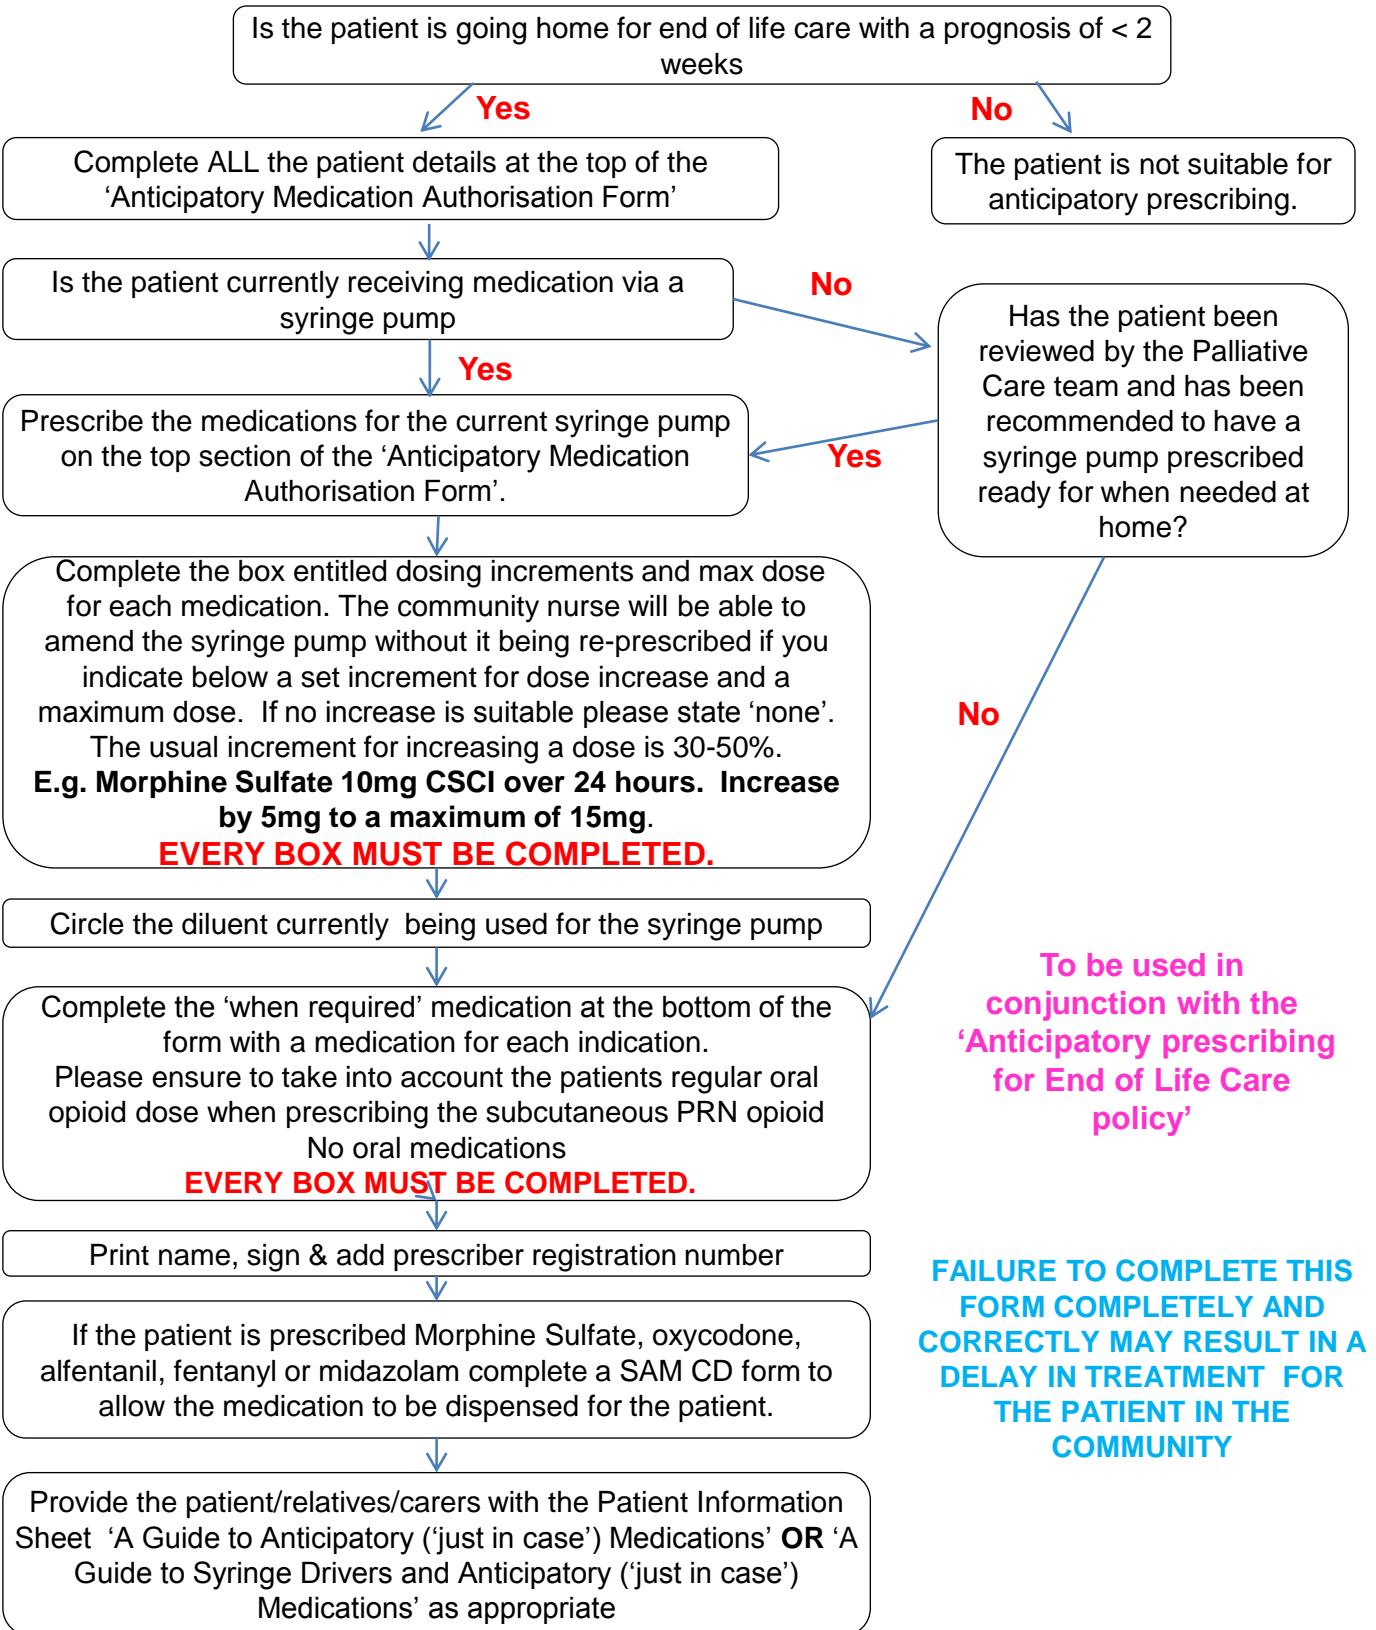 Is the patient is going home for end of life care with a prognosis of < 2
weeks
Yes
No
Complete ALL the patient details at the top of the
‘Anticipatory Medication Authorisation Form’
The patient is not suitable for
anticipatory prescribing.
Is the patient currently receiving medication via a
syringe pump
No
Has the patient been
reviewed by the Palliative
Care team and has been
recommended to have a
syringe pump prescribed
ready for when needed at
home?
Yes
Prescribe the medications for the current syringe pump
on the top section of the ‘Anticipatory Medication
Authorisation Form’.
Yes
Complete the box entitled dosing increments and max dose
for each medication. The community nurse will be able to
amend the syringe pump without it being re-prescribed if you
indicate below a set increment for dose increase and a
maximum dose.  If no increase is suitable please state ‘none’.
The usual increment for increasing a dose is 30-50%.
E.g. Morphine Sulfate 10mg CSCI over 24 hours.  Increase
by 5mg to a maximum of 15mg.
EVERY BOX MUST BE COMPLETED.
No
Circle the diluent currently  being used for the syringe pump
Complete the ‘when required’ medication at the bottom of the
form with a medication for each indication.
Please ensure to take into account the patients regular oral
opioid dose when prescribing the subcutaneous PRN opioid
No oral medications
EVERY BOX MUST BE COMPLETED.
To be used in
conjunction with the
‘Anticipatory prescribing
for End of Life Care
policy’
Print name, sign & add prescriber registration number
If the patient is prescribed Morphine Sulfate, oxycodone,
alfentanil, fentanyl or midazolam complete a SAM CD form to
allow the medication to be dispensed for the patient.
FAILURE TO COMPLETE THIS
FORM COMPLETELY AND
CORRECTLY MAY RESULT IN A
DELAY IN TREATMENT  FOR
THE PATIENT IN THE
COMMUNITY
Provide the patient/relatives/carers with the Patient Information
Sheet  ‘A Guide to Anticipatory (‘just in case’) Medications’ OR ‘A
Guide to Syringe Drivers and Anticipatory (‘just in case’)
Medications’ as appropriate